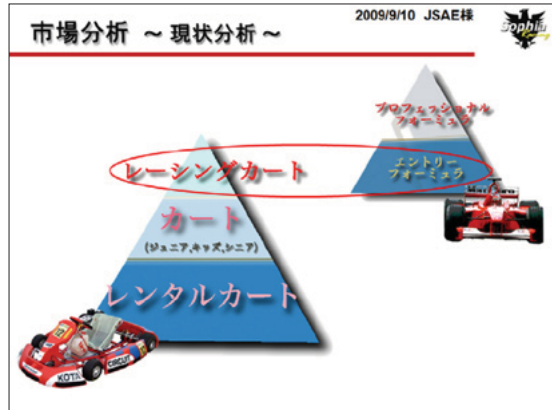 市場分析 ～ 現状分析 ～
2009/9/10 JSAE様
Sophia
プロフェッショナル
フォーミュラ
レーシングカート
エントリー
フォーミュラ
カート
(ジュニア,キッズ,シニア)
レンタルカート
Marlboro
KOTA
CIRCUIT